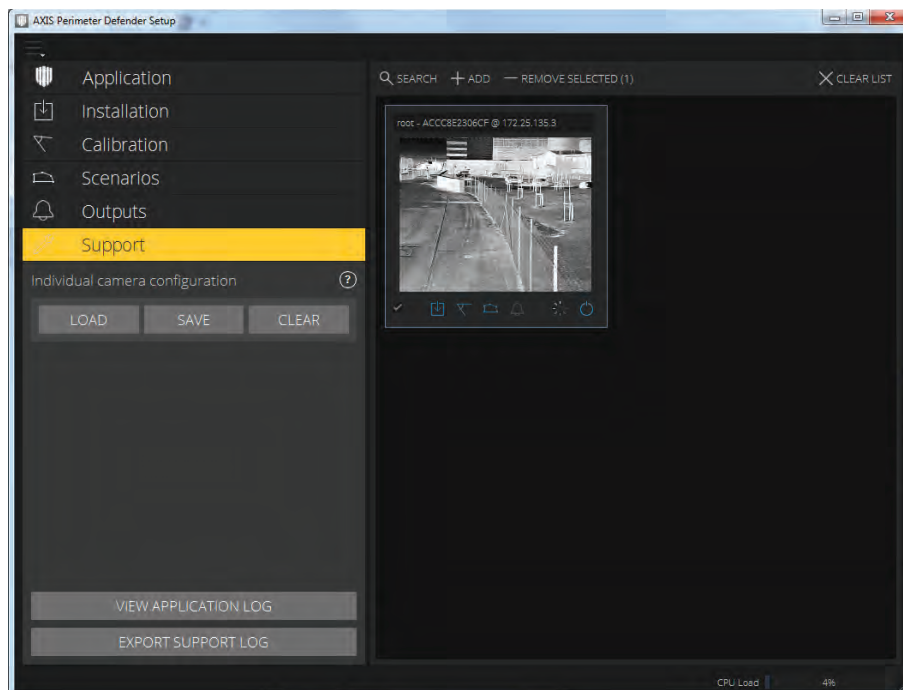 AXIS Perimeter Defender Setup
Application
Installation
Calibration
Scenarios
Outputs
Support
Individual camera configuration ?
LOAD SAVE CLEAR
VIEW APPLICATION LOG
EXPORT SUPPORT LOG
SEARCH ADD REMOVE SELECTED (1) CLEAR LIST
root - ACCC8E2306CF @ 172.25.135.3
CPU Load 4%